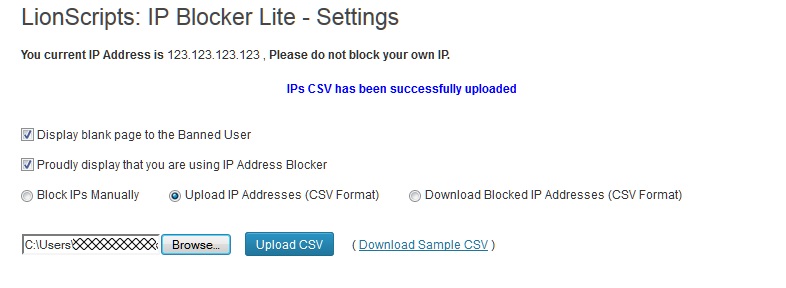 LionScripts: IP Blocker Lite - Settings
You current IP Address is 123.123.123.123 , Please do not block your own IP.
IPs CSV has been successfully uploaded
Display blank page to the Banned User
Proudly display that you are using IP Address Blocker
Block IPs Manually Upload IP Addresses (CSV Format) Download Blocked IP Addresses (CSV Format)
C:\Users\ Browse... Upload CSV ( Download Sample CSV )